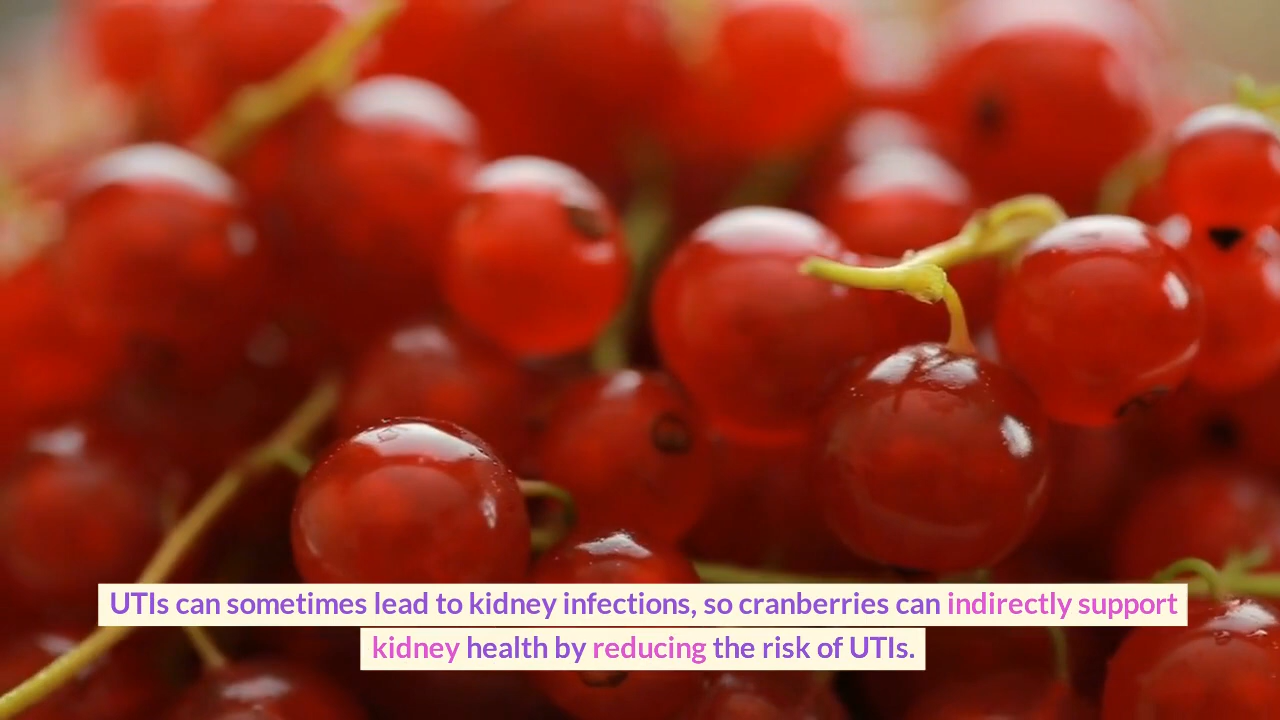 UTIs can sometimes lead to kidney infections, so cranberries can indirectly support
kidney health by reducing the risk of UTIs.